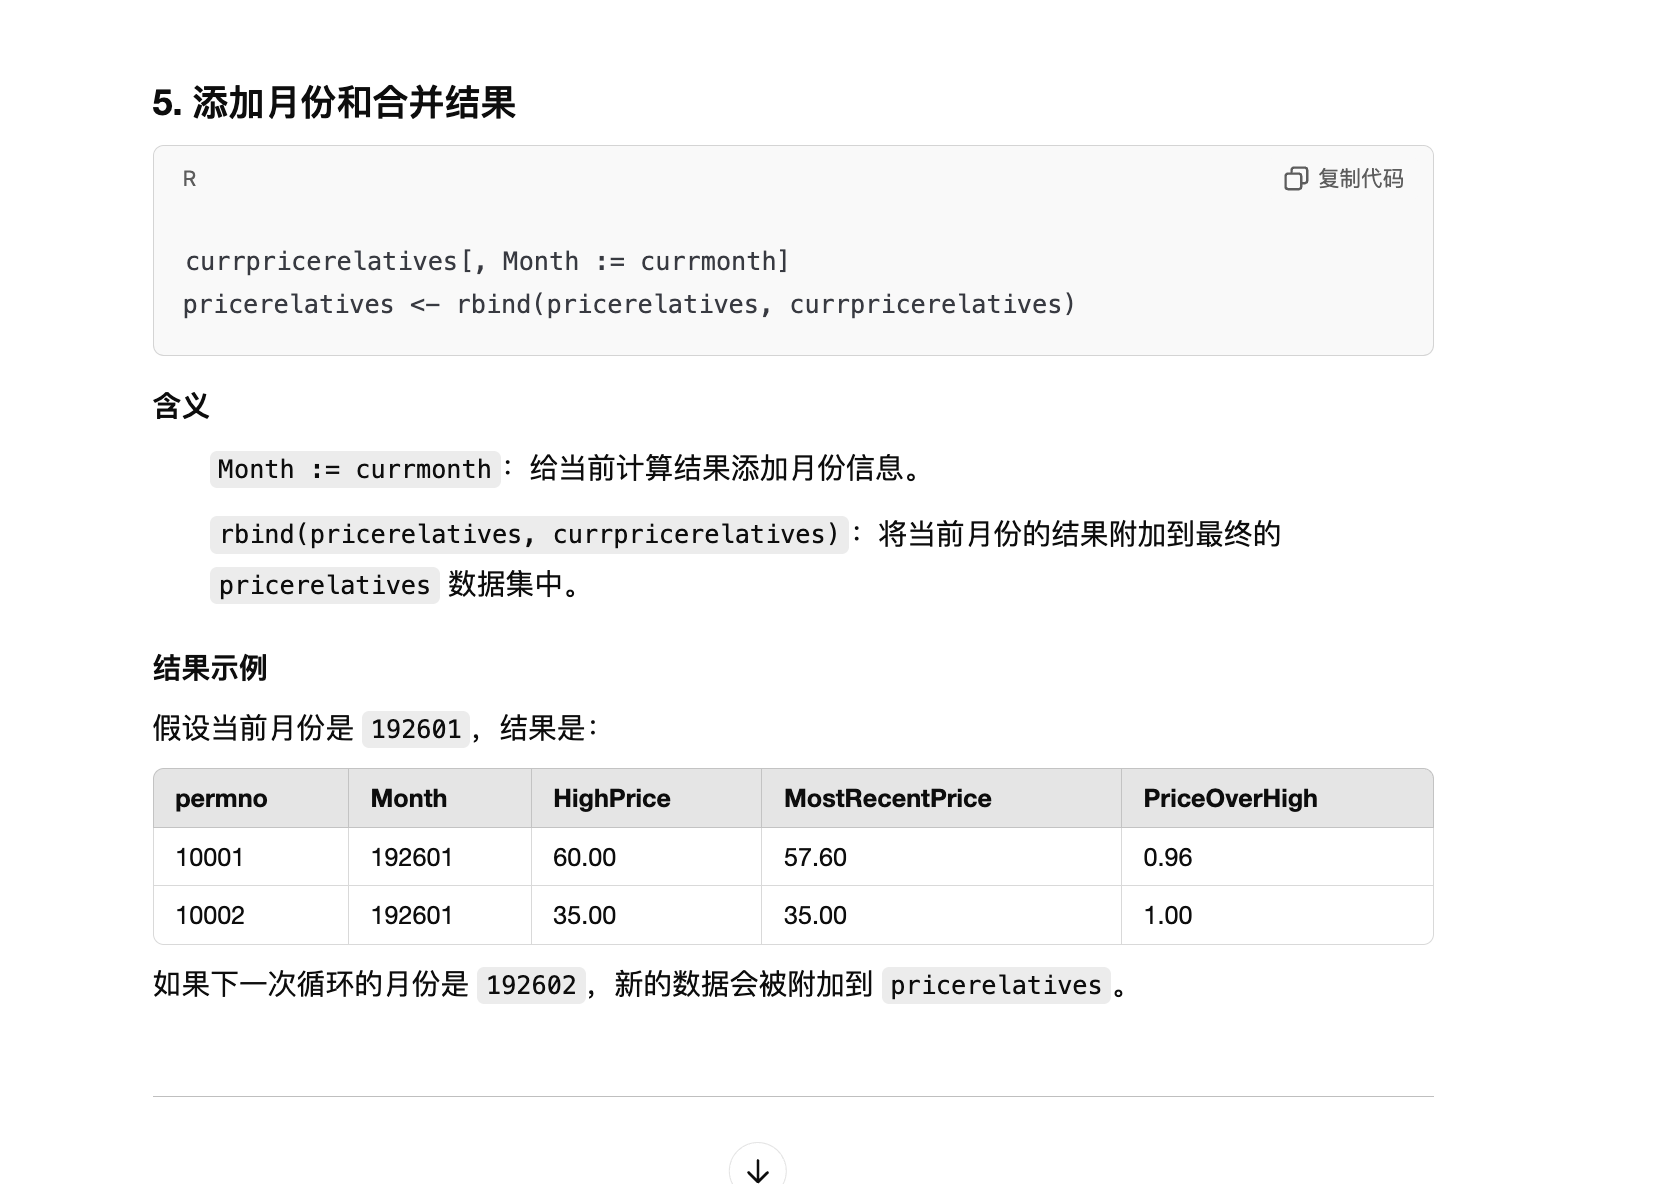 5. 添加月份和合并结果
R
复制代码
currpricerelatives[, Month := currmonth]
pricerelatives <- rbind(pricerelatives, currpricerelatives)
含义
Month := currmonth：给当前计算结果添加月份信息。
rbind(pricerelatives, currpricerelatives)：将当前月份的结果附加到最终的
pricerelatives 数据集中。
结果示例
假设当前月份是 192601，结果是：
permno Month HighPrice MostRecentPrice PriceOverHigh
10001 192601 60.00 57.60 0.96
10002 192601 35.00 35.00 1.00
如果下一次循环的月份是 192602，新的数据会被附加到 pricerelatives。